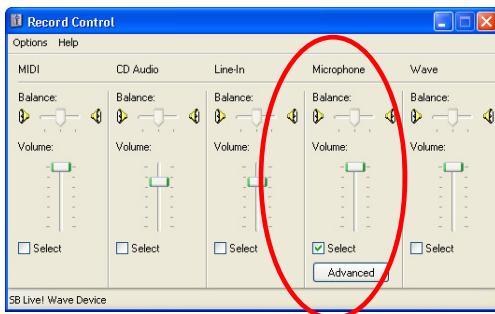 Record Control
Options Help
MIDI CD Audio Line-In Microphone Wave
Balance: Balance: Balance: Balance: Balance:
Volume: Volume: Volume: Volume: Volume:
Select Select Select Select Select
Advanced
SB Live! Wave Device